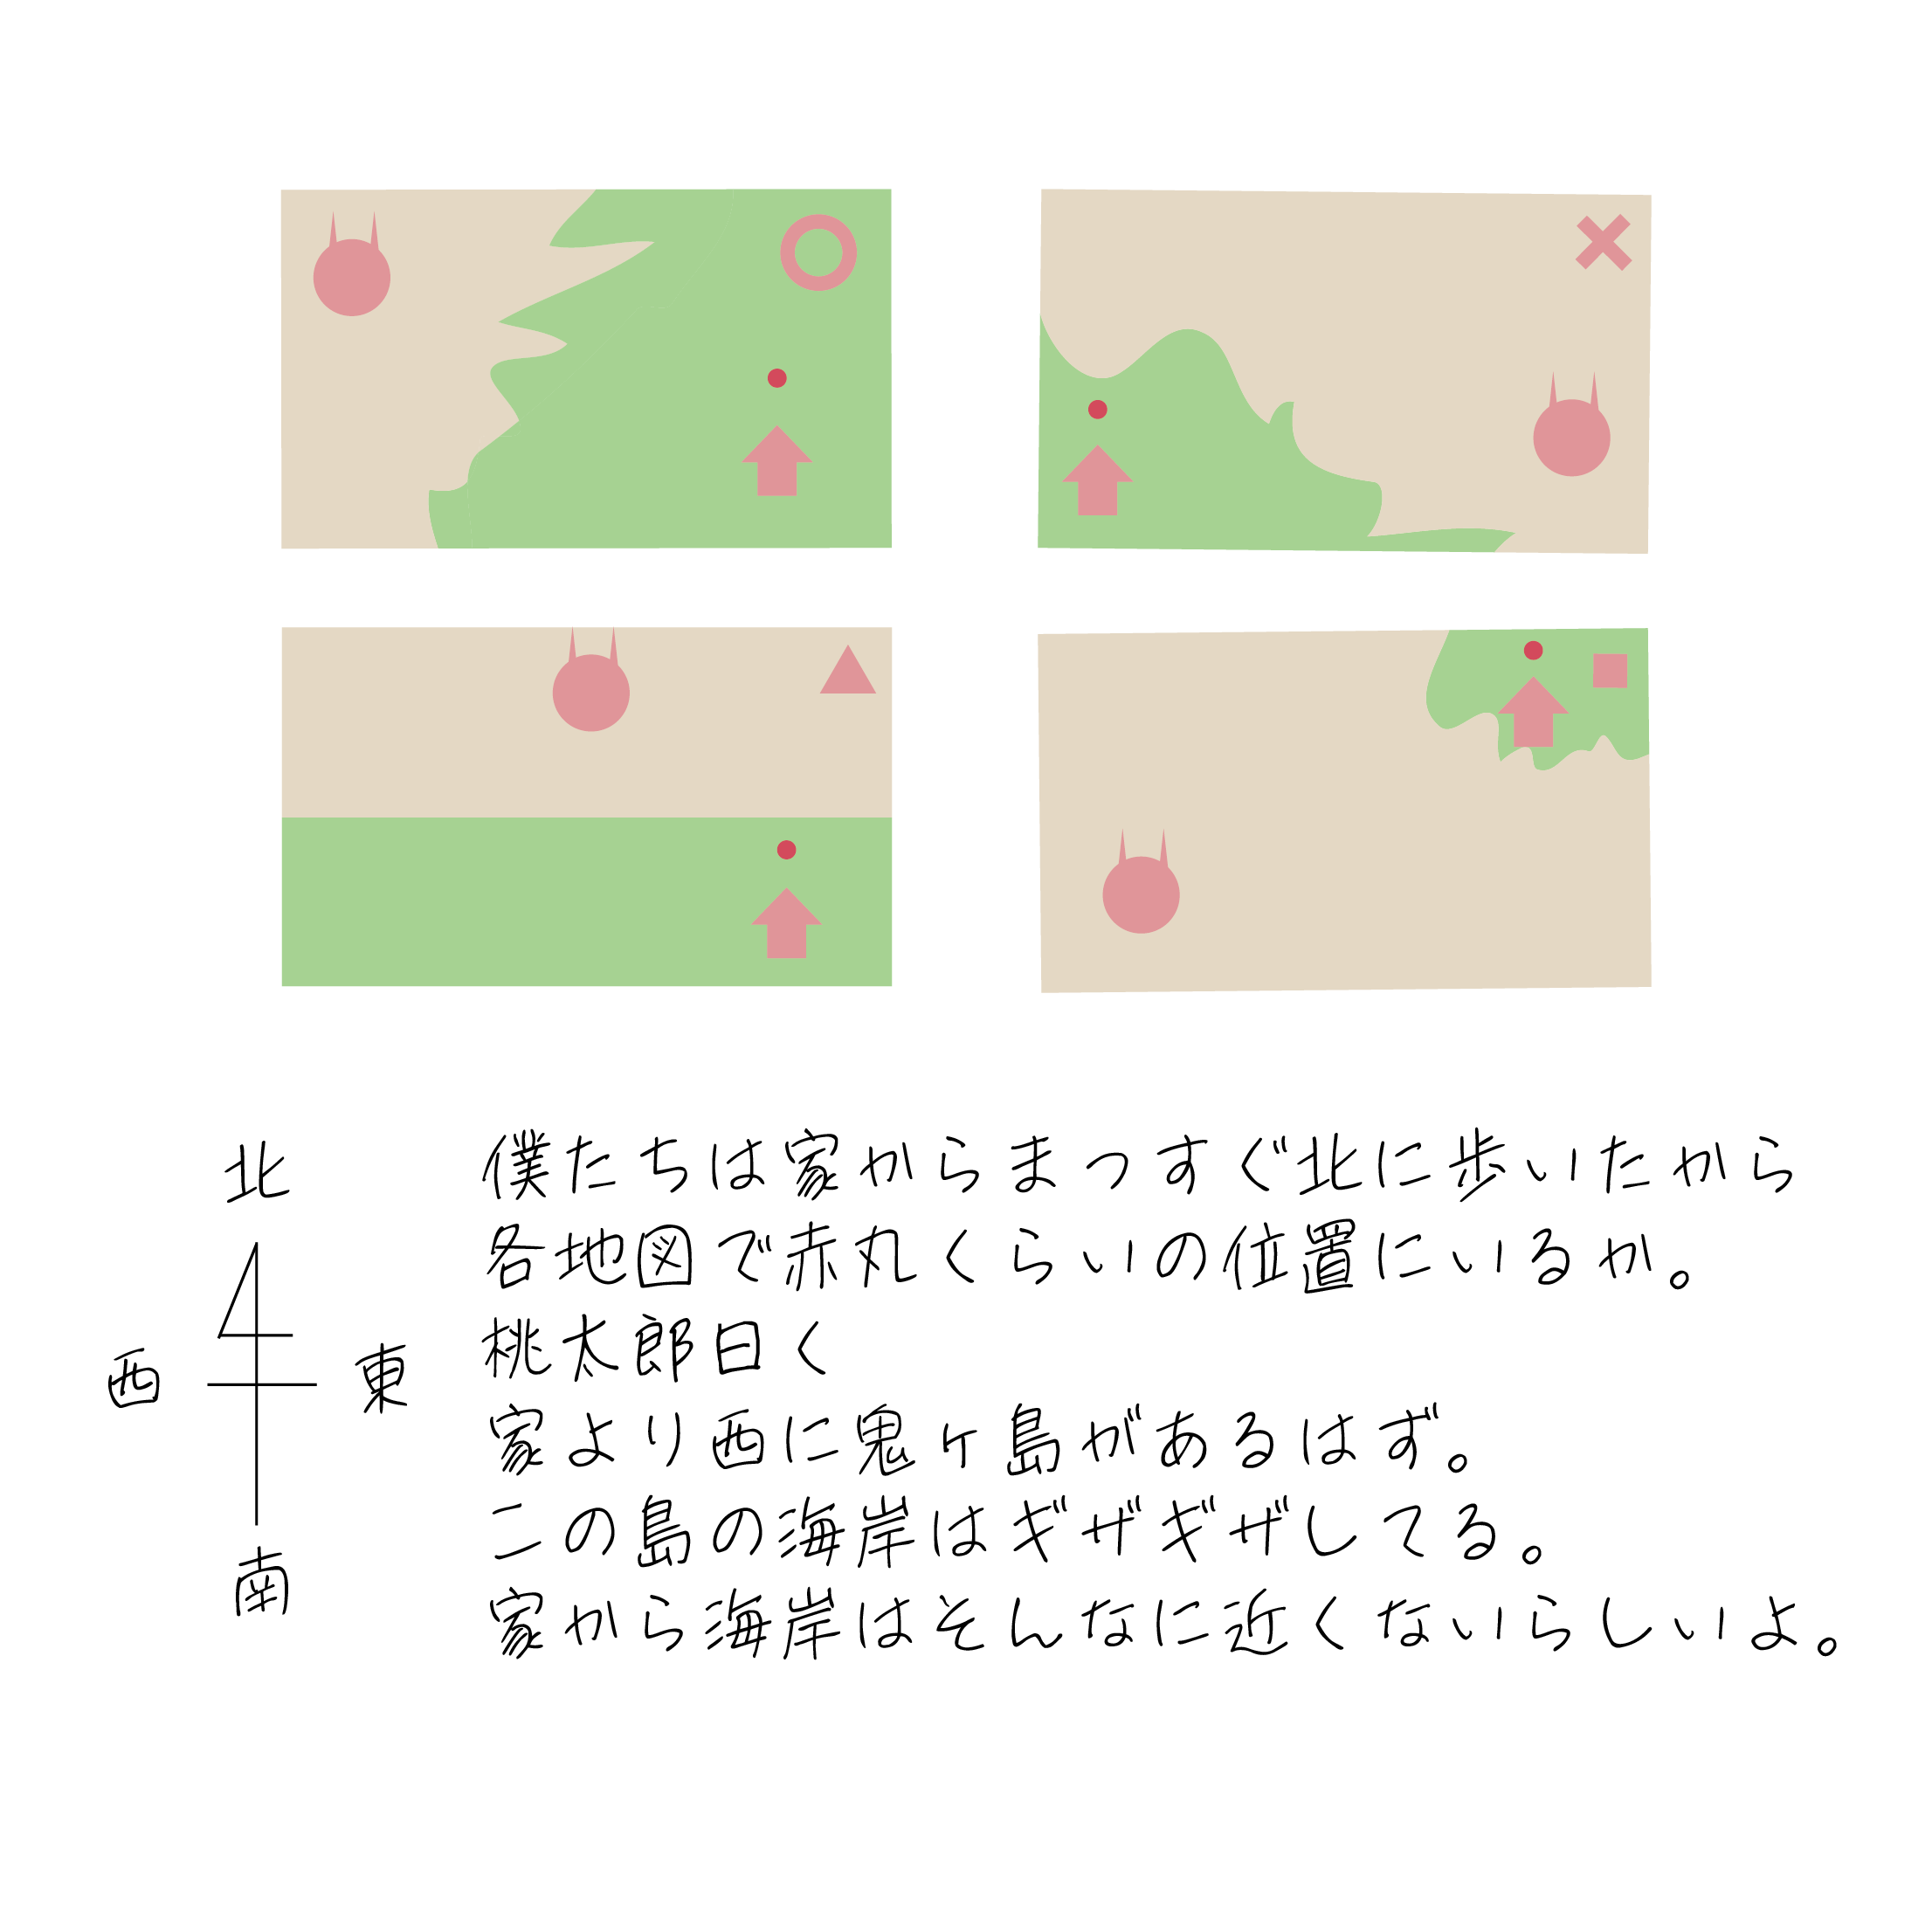 北
西
東
南
僕たちは家からまっすぐ北に歩いたから
各地図で赤れくらいの位置にいるね。
桃太郎曰く
家より西に鬼ヶ島があるはず。
この島の海岸はギザギザしてる。
家から海岸はそんなに近くないらしいよ。